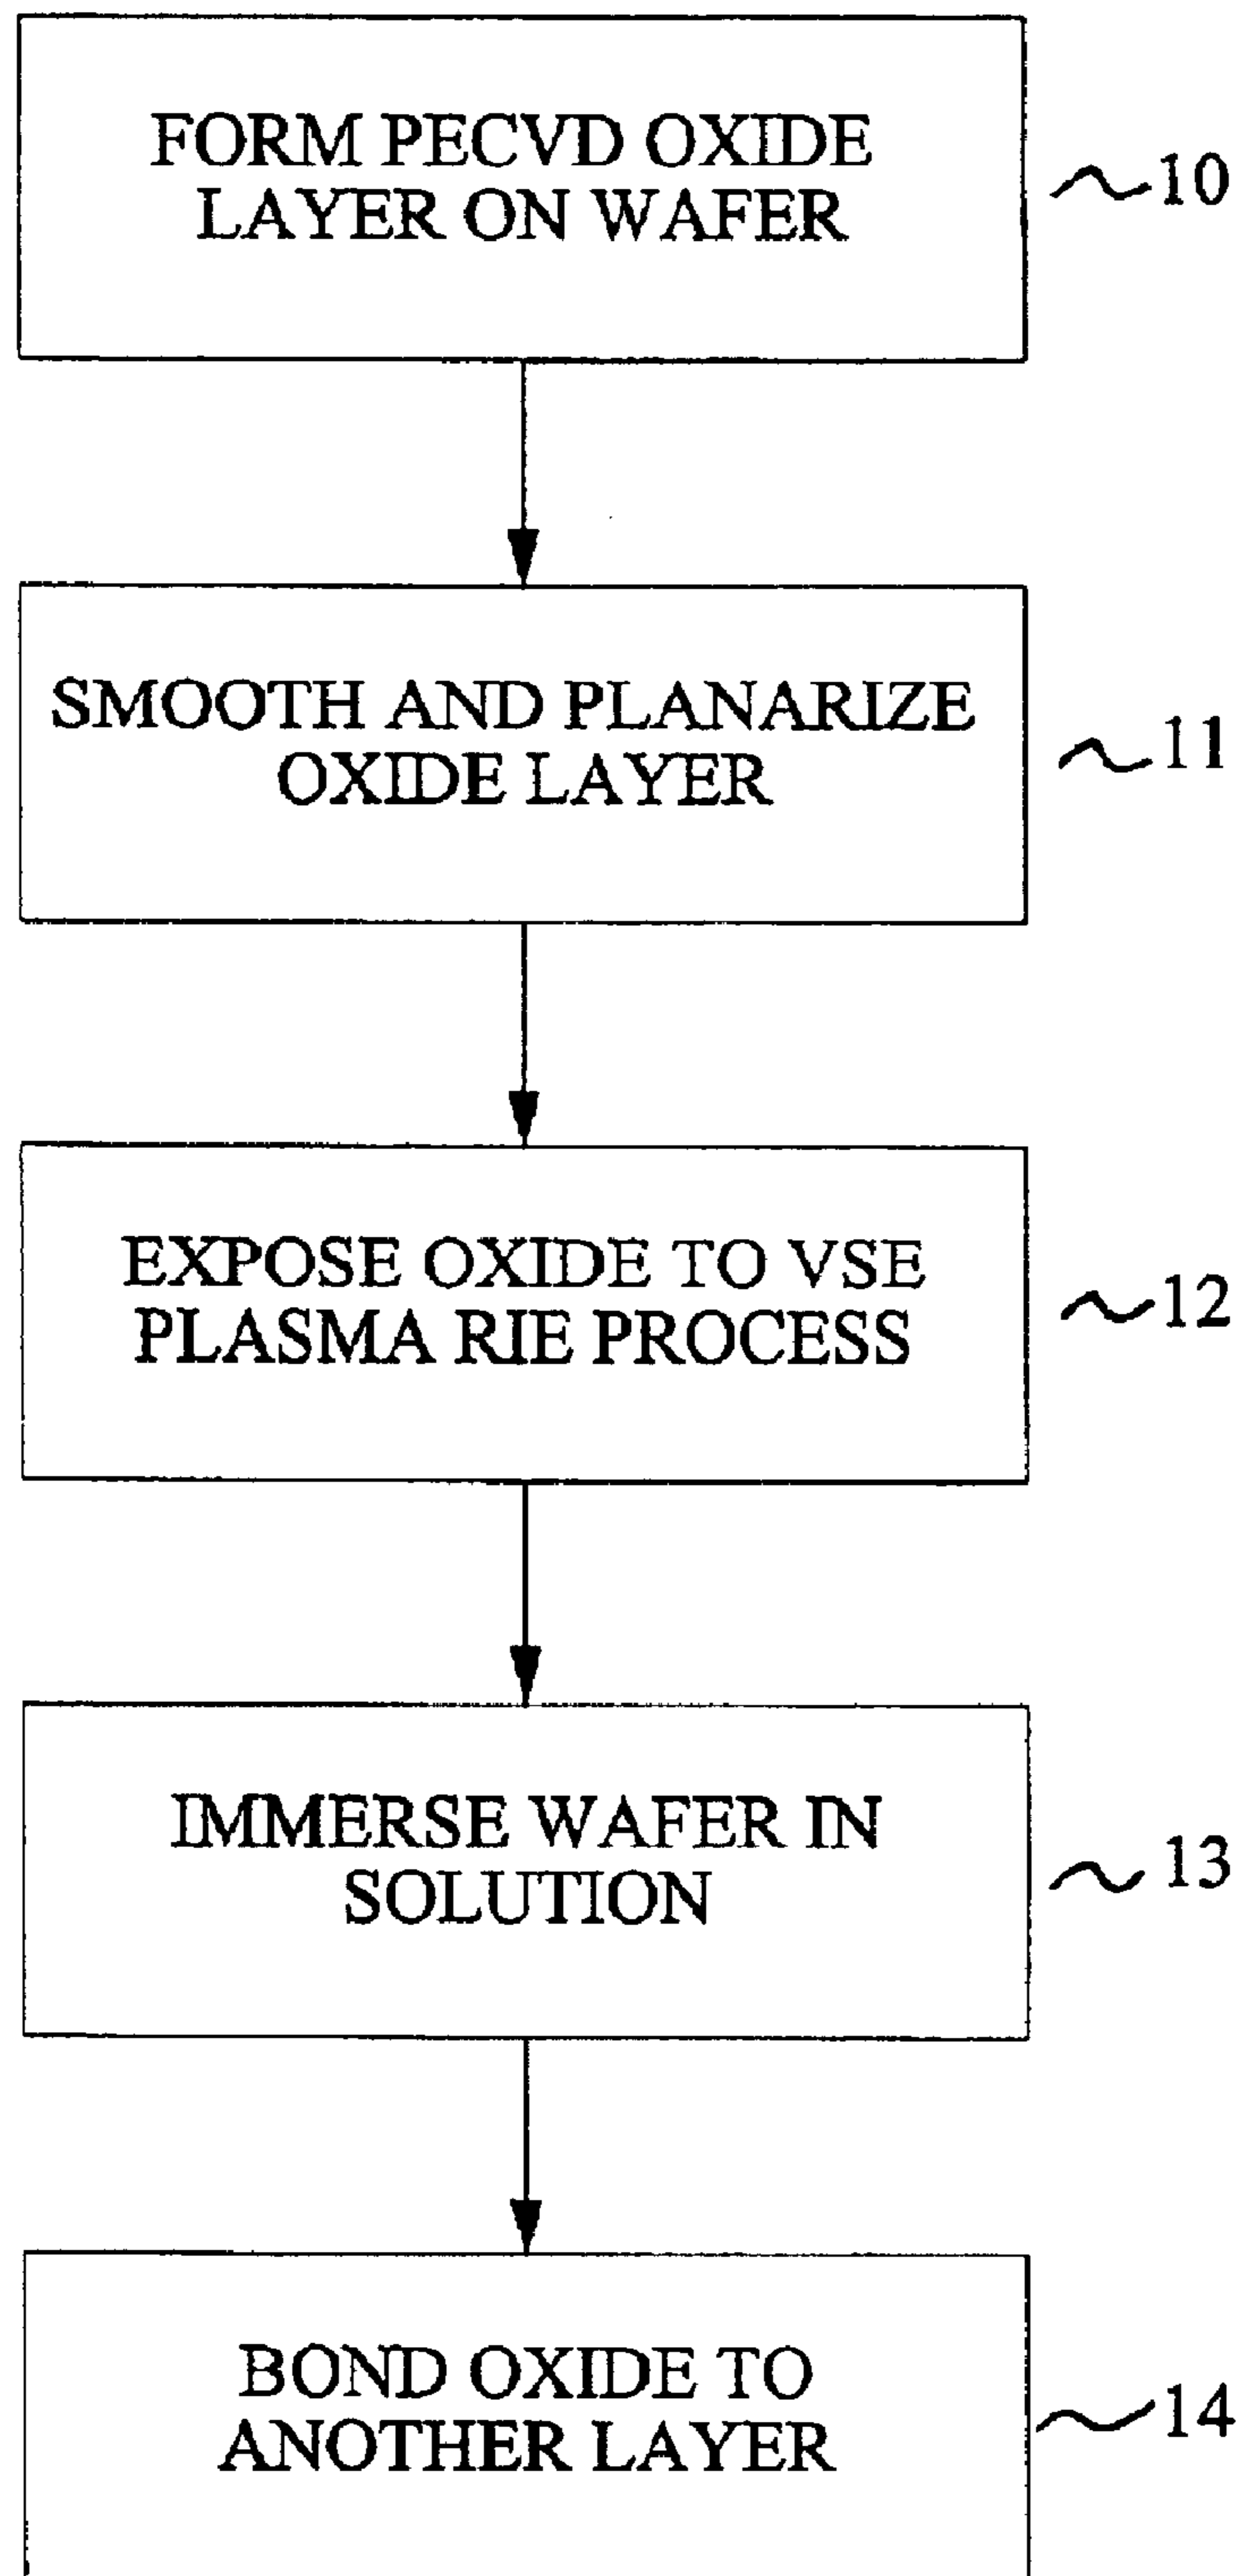 FORM PECVD OXIDE
LAYER ON WAFER
10
SMOOTH AND PLANARIZE
OXIDE LAYER
11
EXPOSE OXIDE TO VSE
PLASMA RIE PROCESS
12
IMMERSE WAFER IN
SOLUTION
13
BOND OXIDE TO
ANOTHER LAYER
14